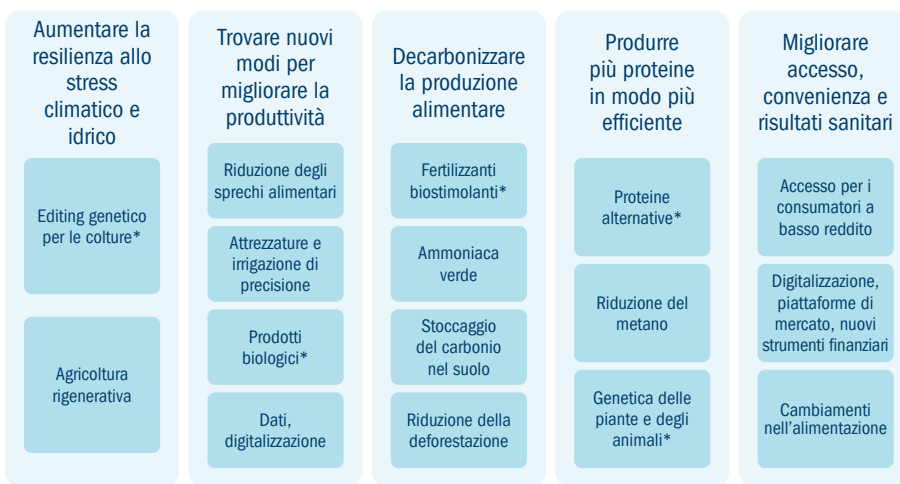 Aumentare la
resilienza allo
stress
climatico e
idrico
Editing genetico
per le colture*
Agricoltura
rigenerativa
Trovare nuovi
modi per
migliorare la
produttività
Riduzione degli
sprechi alimentari
Attrezzature e
irrigazione di
precisione
Prodotti
biologici*
Dati,
digitalizzazione
Decarbonizzare
la produzione
alimentare
Fertilizzanti
biostimolanti*
Ammoniaca
verde
Stoccaggio
del carbonio
nel suolo
Riduzione della
deforestazione
Produrre
più proteine
in modo più
efficiente
Proteine
alternative*
Riduzione del
metano
Genetica delle
piante e degli
animali*
Migliorare
accesso,
convenienza e
risultati sanitari
Accesso per i
consumatori a
basso reddito
Digitalizzazione,
piattaforme di
mercato, nuovi
strumenti finanziari
Cambiamenti
nell'alimentazione